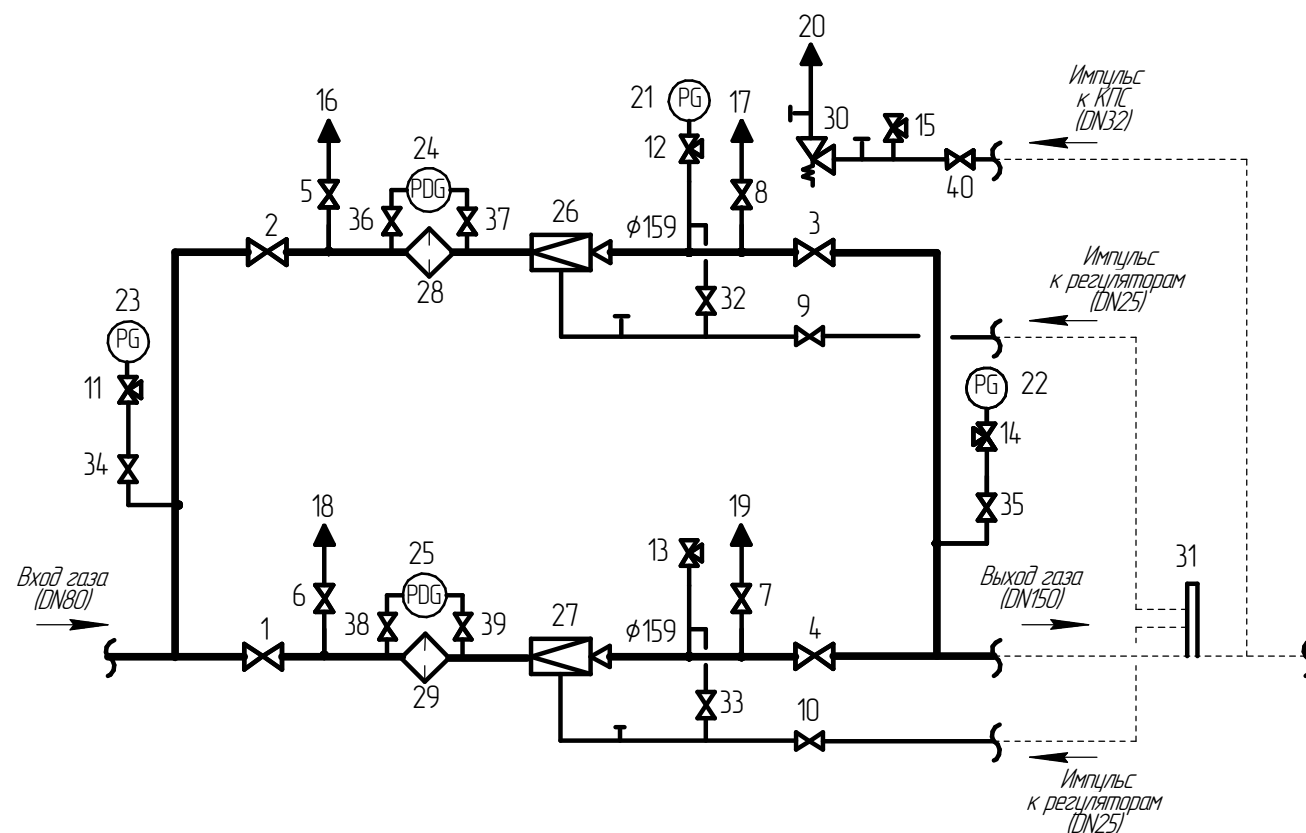 20
Импульс
к КПС
(DN32)
16
21
PG
17
30
15
24
12
40
PDG
5
36
37
26
8
2
ϕ159
3
Импульс
к регуляторам
(DN25)
28
32
9
23
PG
PG
22
11
14
34
35
18
19
13
31
25
Вход газа
(DN80)
Выход газа
(DN150)
PDG
6
38
39
27
7
1
ϕ159
4
29
33
10
Импульс
к регуляторам
(DN25)